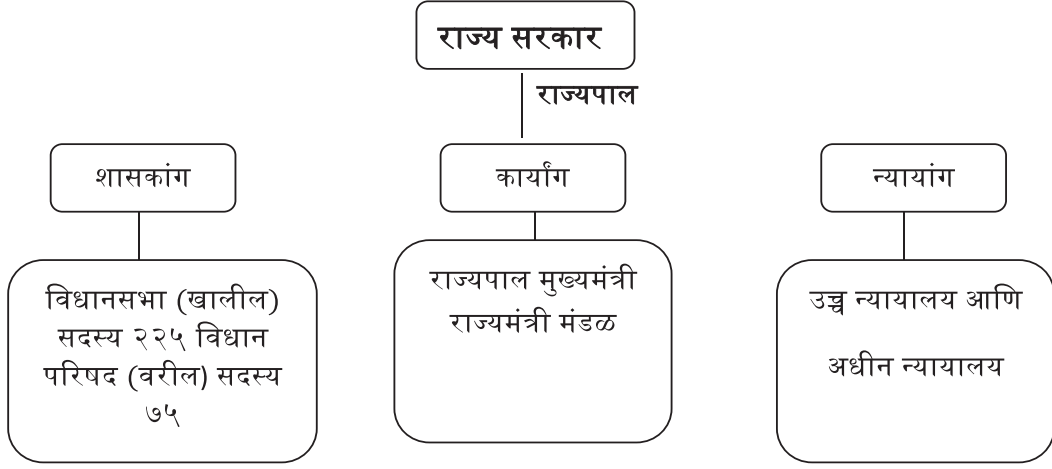 राज्य सरकार
राज्यपाल
शासकांग
कार्यांग
न्यायांग
विधानसभा (खालील)
सदस्य २२५ विधान
परिषद (वरील) सदस्य
७५
राज्यपाल मुख्यमंत्री
राज्यमंत्री मंडळ
उच्च न्यायालय आणि
अधीन न्यायालय